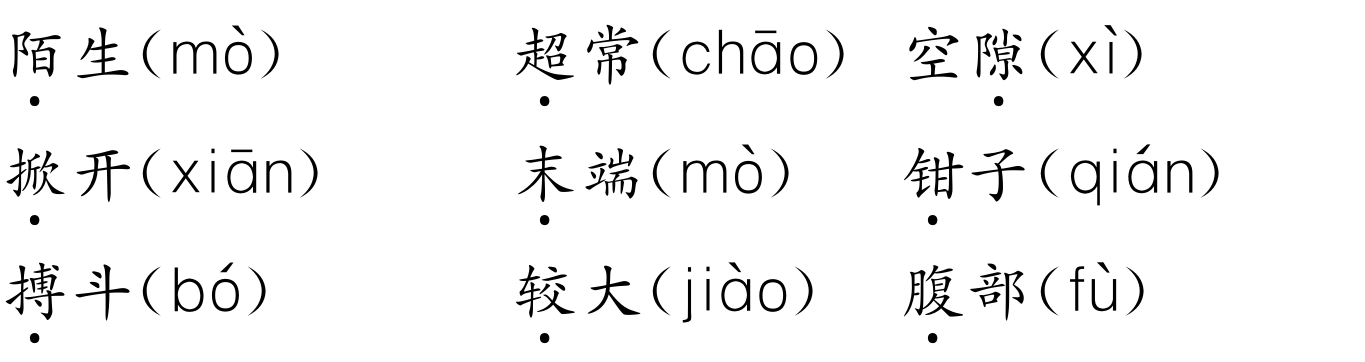 陌生(mò) 超常(chāo) 空隙(xì)
掀开(xiān) 末端(mò) 钳子(qián)
搏斗(bó) 较大(jiào) 腹部(fù)